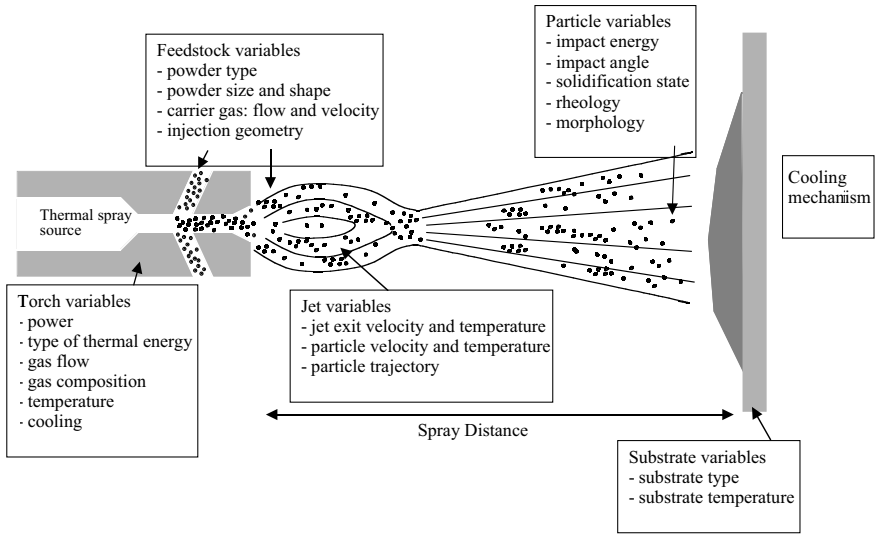 Feedstock variables
- powder type
- powder size and shape
- carrier gas: flow and velocity
- injection geometry
Particle variables
- impact energy
- impact angle
- solidification state
- rheology
- morphology
Thermal spray
source
Cooling
mechanism
Torch variables
- power
- type of thermal energy
- gas flow
- gas composition
- temperature
- cooling
Jet variables
- jet exit velocity and temperature
- particle velocity and temperature
- particle trajectory
Spray Distance
Substrate variables
- substrate type
- substrate temperature